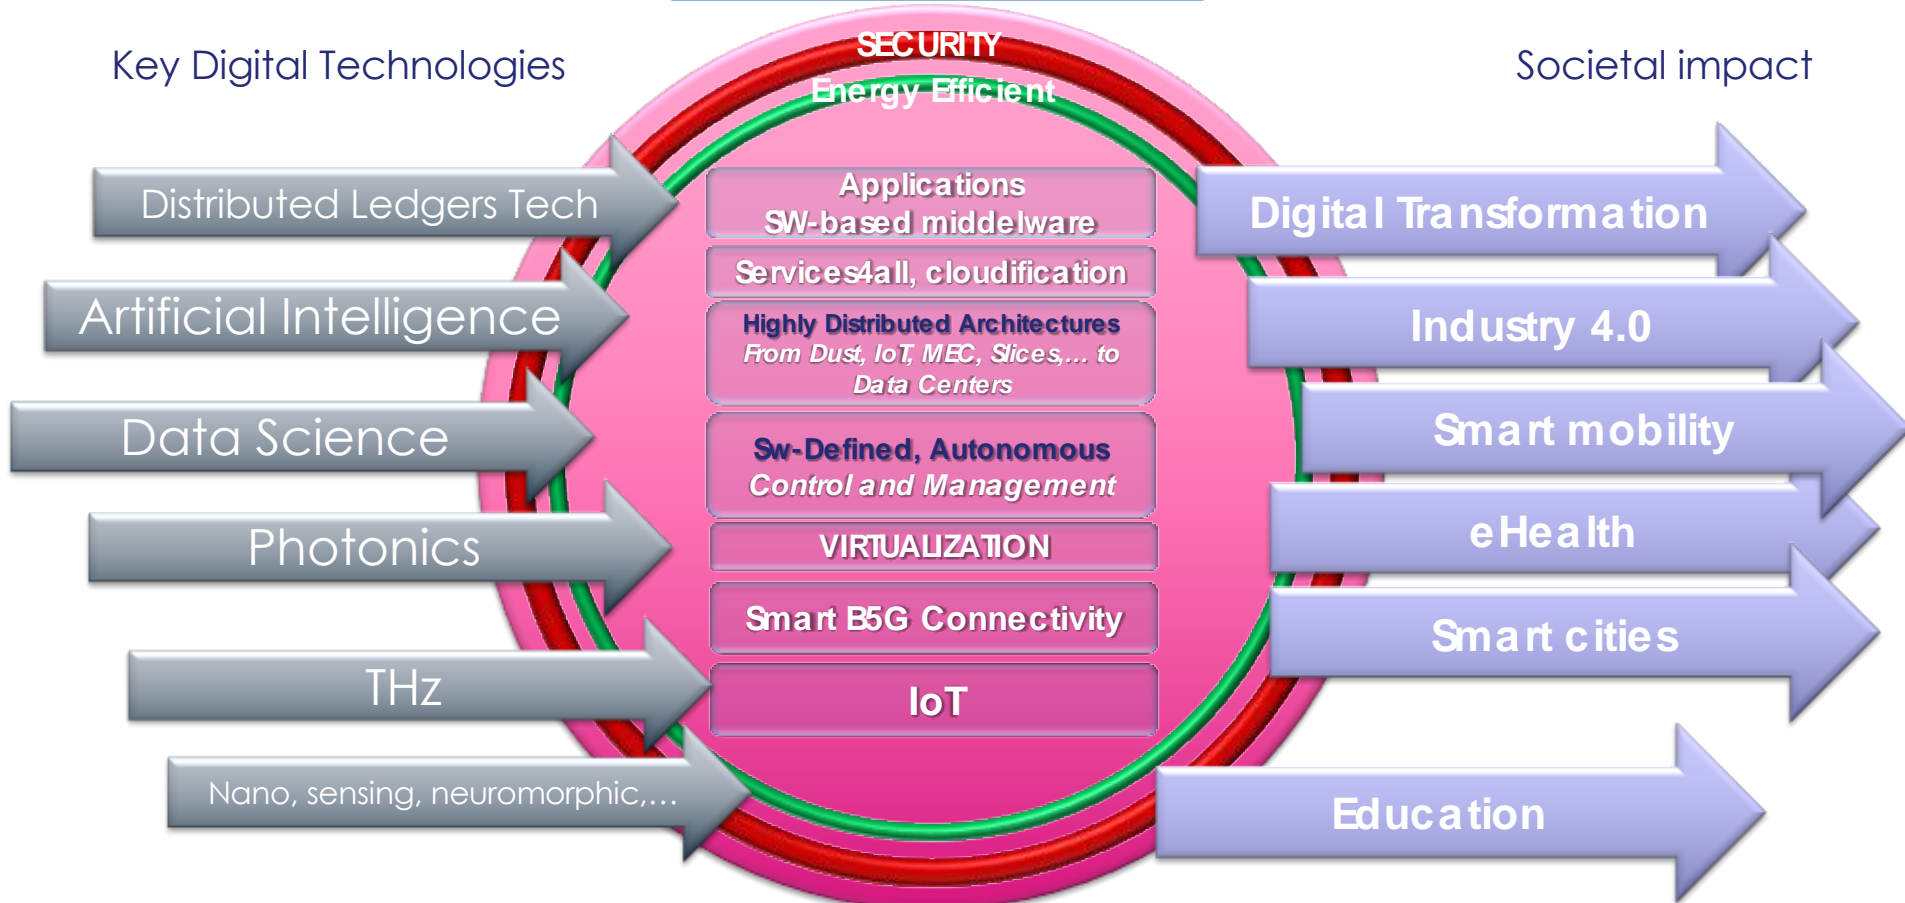 Key Digital Technologies
Distributed Ledgers Tech
Artificial Intelligence
Data Science
Photonics
THz
Nano, sensing, neuromorphic,...
SECURITY
Energy Efficient
Applications
SW-based middelware
Services4all, cloudification
Highly Distributed Architectures
From Dust, IoT, MEC, Slices,... to
Data Centers
Sw-Defined, Autonomous
Control and Management
VIRTUALIZATION
Smart B5G Connectivity
IoT
Societal impact
Digital Transformation
Industry 4.0
Smart mobility
eHealth
Smart cities
Education